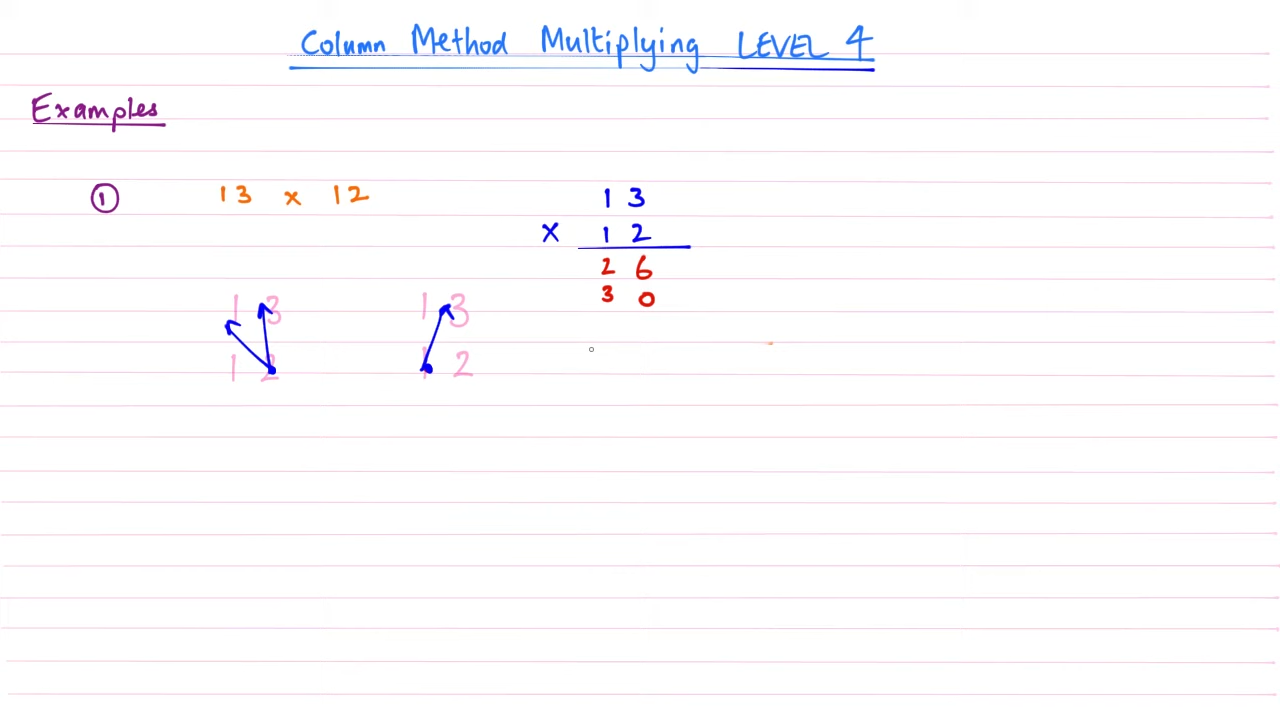 Column Method Multiplying LEVEL 4
Examples
① 13 x 12
13
x 12
26
30
13 13
12 12